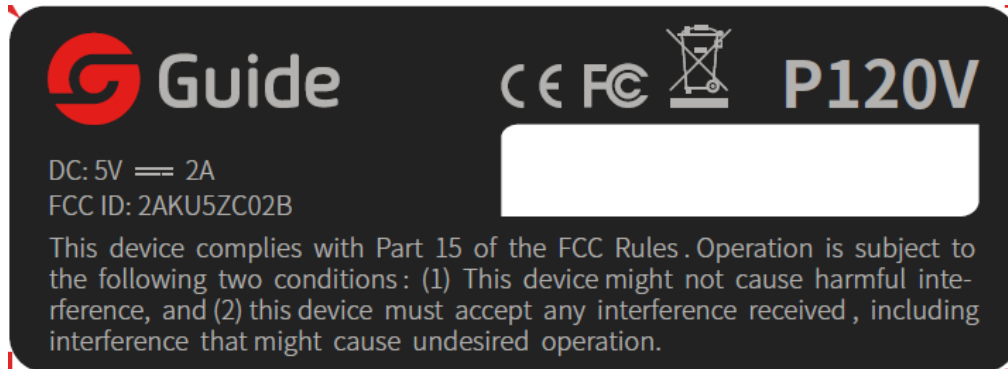 Guide
CE FC P120V
DC: 5V ⎓ 2A
FCC ID: 2AKU5ZC02B
This device complies with Part 15 of the FCC Rules. Operation is subject to
the following two conditions: (1) This device might not cause harmful inte-
rference, and (2) this device must accept any interference received, including
interference that might cause undesired operation.